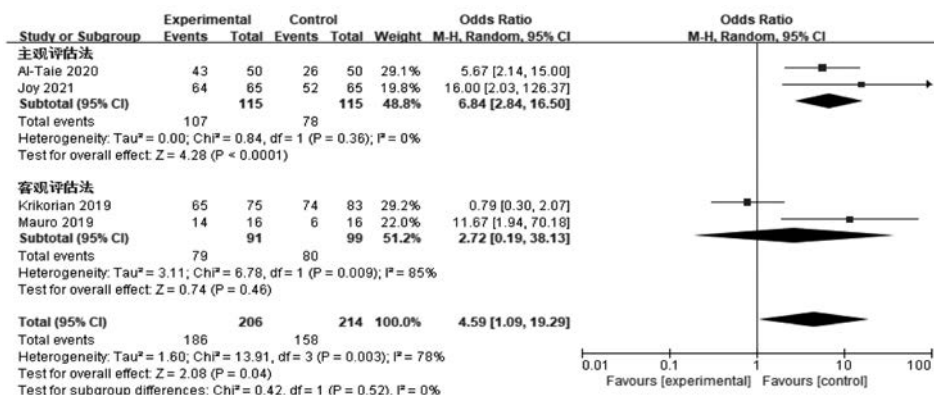 Experimental Control Odds Ratio Odds Ratio
Study or Subgroup Events Total Events Total Weight M-H, Random, 95% CI M-H, Random, 95% CI
主观评估法
Al-Taie 2020 43 50 26 50 29.1% 5.67 [2.14, 15.00]
Joy 2021 64 65 52 65 19.8% 16.00 [2.03, 126.37]
Subtotal (95% CI) 115 115 48.8% 6.84 [2.84, 16.50]
Total events 107 78
Heterogeneity: Tau² = 0.00; Chi² = 0.84, df = 1 (P = 0.36); I² = 0%
Test for overall effect: Z = 4.28 (P < 0.0001)
客观评估法
Krikorian 2019 65 75 74 83 29.2% 0.79 [0.30, 2.07]
Mauro 2019 14 16 6 16 22.0% 11.67 [1.94, 70.18]
Subtotal (95% CI) 91 99 51.2% 2.72 [0.19, 38.13]
Total events 79 80
Heterogeneity: Tau² = 3.11; Chi² = 6.78, df = 1 (P = 0.009); I² = 85%
Test for overall effect: Z = 0.74 (P = 0.46)
Total (95% CI) 206 214 100.0% 4.59 [1.09, 19.29]
Total events 186 158
Heterogeneity: Tau² = 1.60; Chi² = 13.91, df = 3 (P = 0.003); I² = 78%
Test for overall effect: Z = 2.08 (P = 0.04)
Test for subgroup differences: Chi² = 0.42, df = 1 (P = 0.52), I² = 0%
0.01 0.1 1 10 100
Favours [experimental] Favours [control]